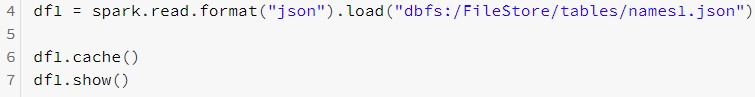 4 df1 = spark.read.format("json").load("dbfs:/FileStore/tables/names1.json")
5
6 df1.cache()
7 df1.show()